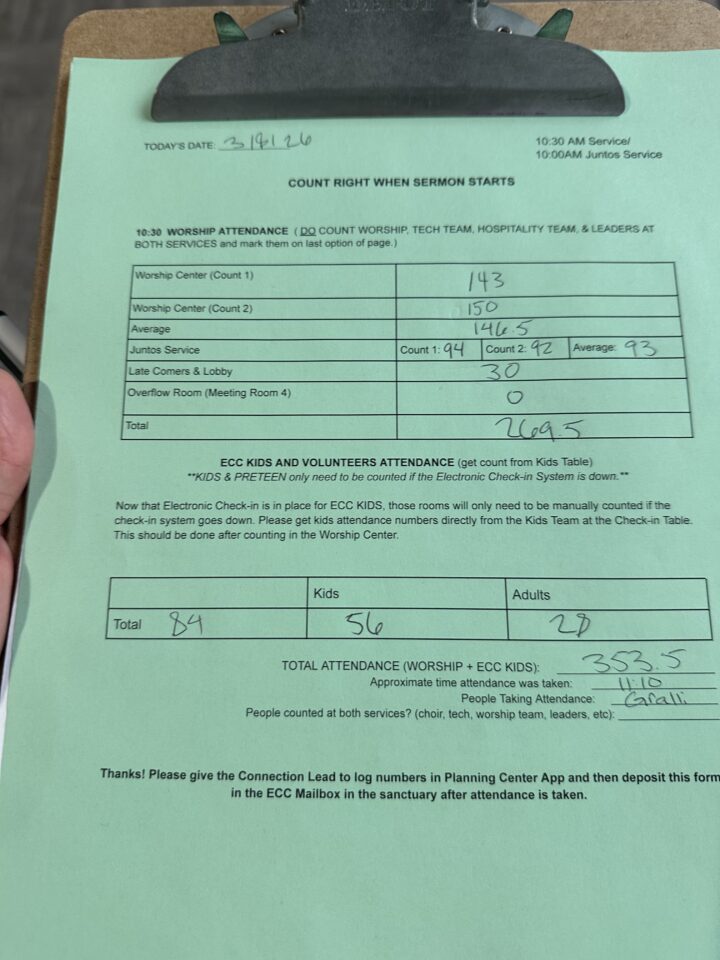 TODAY'S DATE: 3/8/26
10:30 AM Service/
10:00AM Juntos Service
COUNT RIGHT WHEN SERMON STARTS
10:30 WORSHIP ATTENDANCE ( DO COUNT WORSHIP, TECH TEAM, HOSPITALITY TEAM, & LEADERS AT
BOTH SERVICES and mark them on last option of page.)
Worship Center (Count 1) 143
Worship Center (Count 2) 150
Average 146.5
Juntos Service Count 1: 94 Count 2: 92 Average: 93
Late Comers & Lobby 30
Overflow Room (Meeting Room 4) 0
Total 269.5
ECC KIDS AND VOLUNTEERS ATTENDANCE (get count from Kids Table)
**KIDS & PRETEEN only need to be counted if the Electronic Check-in System is down.**
Now that Electronic Check-in is in place for ECC KIDS, those rooms will only need to be manually counted if the
check-in system goes down. Please get kids attendance numbers directly from the Kids Team at the Check-in Table.
This should be done after counting in the Worship Center.
Kids Adults
Total 84 56 28
TOTAL ATTENDANCE (WORSHIP + ECC KIDS): 353.5
Approximate time attendance was taken: 11:10
People Taking Attendance:
People counted at both services? (choir, tech, worship team, leaders, etc):
Thanks! Please give the Connection Lead to log numbers in Planning Center App and then deposit this form
in the ECC Mailbox in the sanctuary after attendance is taken.